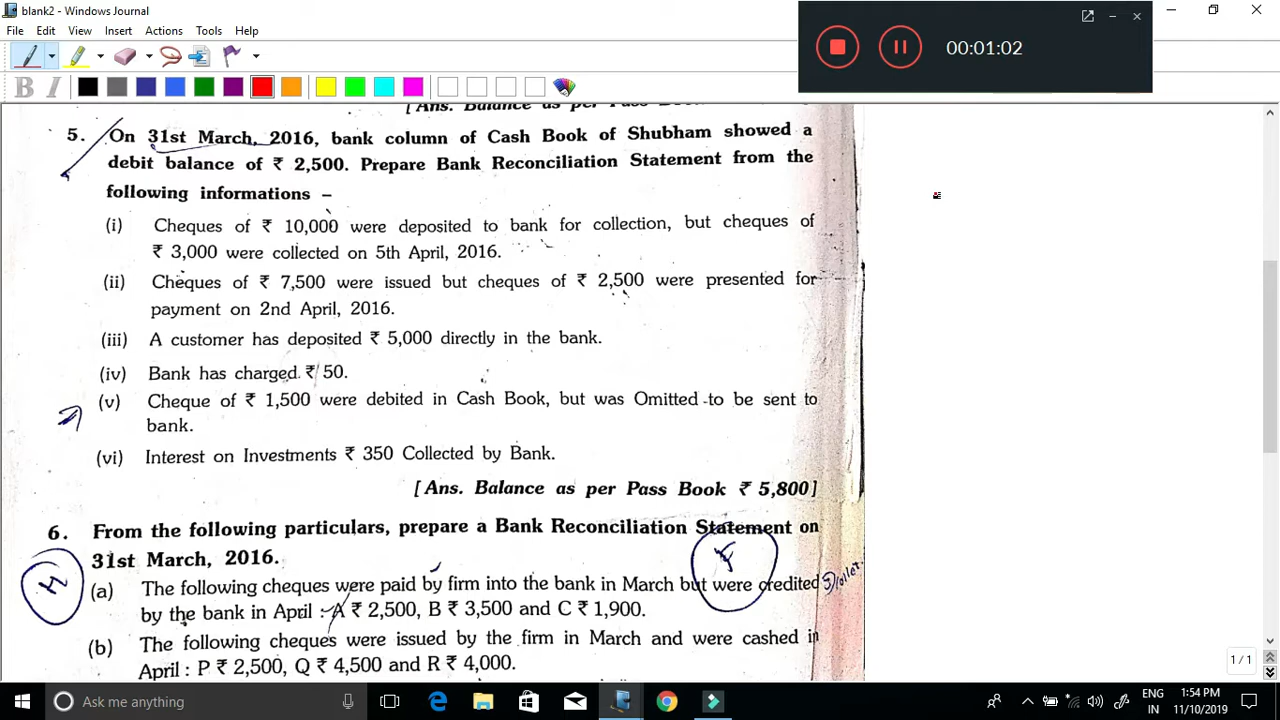 blank2 - Windows Journal
File Edit View Insert Actions Tools Help
00:01:02
B I
[Ans. Balance as per Pass Book
5. On 31st March, 2016, bank column of Cash Book of Shubham showed a
debit balance of ₹ 2,500. Prepare Bank Reconciliation Statement from the
following informations –
(i) Cheques of ₹ 10,000 were deposited to bank for collection, but cheques of
₹ 3,000 were collected on 5th April, 2016.
(ii) Cheques of ₹ 7,500 were issued but cheques of ₹ 2,500 were presented for
payment on 2nd April, 2016.
(iii) A customer has deposited ₹ 5,000 directly in the bank.
(iv) Bank has charged ₹ 50.
(v) Cheque of ₹ 1,500 were debited in Cash Book, but was Omitted to be sent to
bank.
(vi) Interest on Investments ₹ 350 Collected by Bank.
[Ans. Balance as per Pass Book ₹ 5,800]
6. From the following particulars, prepare a Bank Reconciliation Statement on
31st March, 2016.
(a) The following cheques were paid by firm into the bank in March but were credited
by the bank in April : A ₹ 2,500, B ₹ 3,500 and C ₹ 1,900.
(b) The following cheques were issued by the firm in March and were cashed in
April : P ₹ 2,500, Q ₹ 4,500 and R ₹ 4,000.
1 / 1
Ask me anything
ENG
IN
1:54 PM
11/10/2019